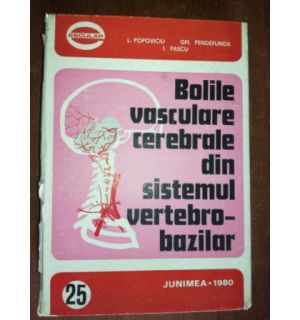 ESCULAP
L. POPOVICIU GH. PENDEFUNDA
I. PASCU
Bolile
vasculare
cerebrale
din
sistemul
vertebro-
bazilar
25
JUNIMEA • 1980